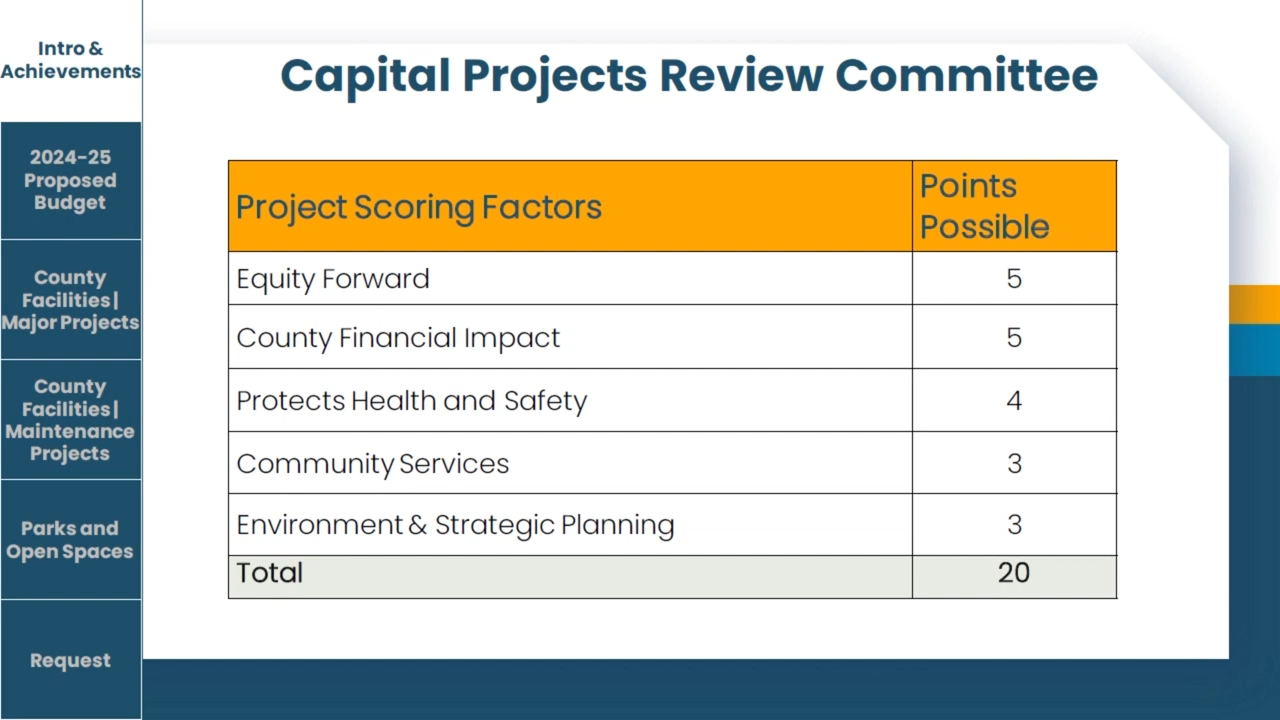 Intro &
Achievements
2024-25
Proposed
Budget
County
Facilities|
Major Projects
County
Facilities|
Maintenance
Projects
Parks and
Open Spaces
Request
Capital Projects Review Committee
Project Scoring Factors
Points
Possible
Equity Forward
5
County Financial Impact
5
Protects Health and Safety
4
Community Services
3
Environment & Strategic Planning
3
Total
20